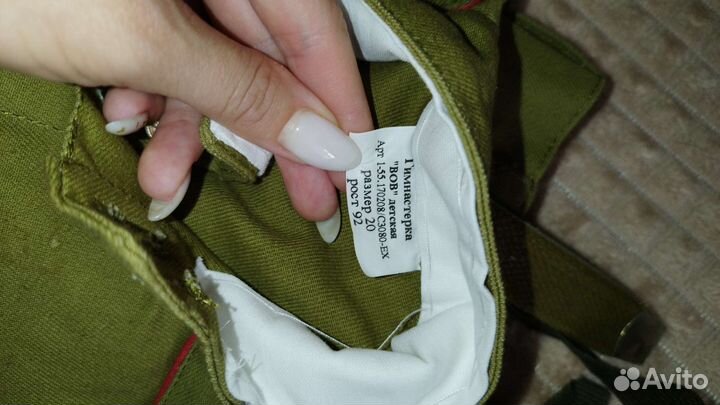 Гимнастерка
"ВОВ" детская
Арт 1-55.170208/С3080-ЕХ
размер 20
рост 92
Avito